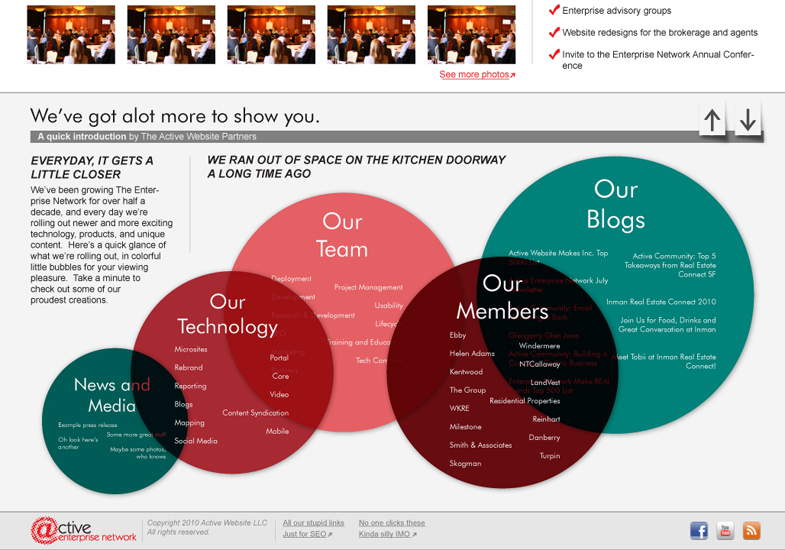 Enterprise advisory groups
Website redesigns for the brokerage and agents
Invite to the Enterprise Network Annual Confer-
ence
See more photos
We've got alot more to show you.
A quick introduction by The Active Website Partners
EVERYDAY, IT GETS A
LITTLE CLOSER
We've been growing The Enter-
prise Network for over half a
decade, and every day we're
rolling out newer and more exciting
technology, products, and unique
content. Here's a quick glance of
what we're rolling out, in colorful
little bubbles for your viewing
pleasure. Take a minute to
check out some of our
proudest creations.
WE RAN OUT OF SPACE ON THE KITCHEN DOORWAY
A LONG TIME AGO
Our
Team
Deployment
Development
Research & Development
Project Management
Usability
Training and
Our
Blogs
Active Website Makes Inc. Top
Enterprise Network July
Glengarry Glen
Active Community: Building a
Active Community: Top 5
Takeaways from Real Estate
Connect SF
Inman Real Estate Connect 2010
Join Us for Food, Drinks and
Great Conversation at Inman
Meet Tobii at Inman Real Estate
Connect!
Our
Technology
Microsites
Rebrand
Reporting
Blogs
Mapping
Social Media
Portal
Core
Video
Content Syndication
Mobile
Our
Members
Ebby
Helen Adams
Kentwood
The Group
WKRE
Milestone
Smith & Associates
Skogman
Windermere
NTCallaway
LandVest
Residential Properties
Reinhart
Danberry
Turpin
News and
Media
Example press release
Oh look here's
another
Some more great stuff
Maybe some photos,
who knows
@ctive
enterprise network
Copyright 2010 Active Website LLC
All rights reserved.
All our stupid links
Just for SEO
No one clicks these
Kinda silly IMO
f
You
Tube